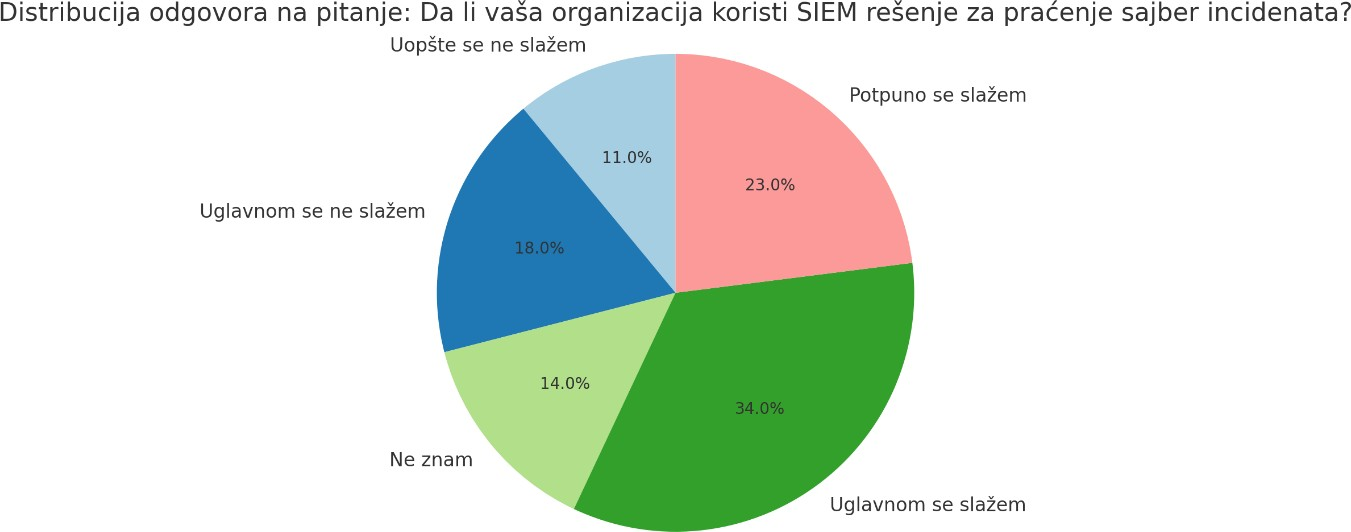 Distribucija odgovora na pitanje: Da li vaša organizacija koristi SIEM rešenje za praćenje sajber incidenata?
Uopšte se ne slažem
Potpuno se slažem
11.0%
23.0%
Uglavnom se ne slažem
18.0%
14.0%
34.0%
Ne znam
Uglavnom se slažem